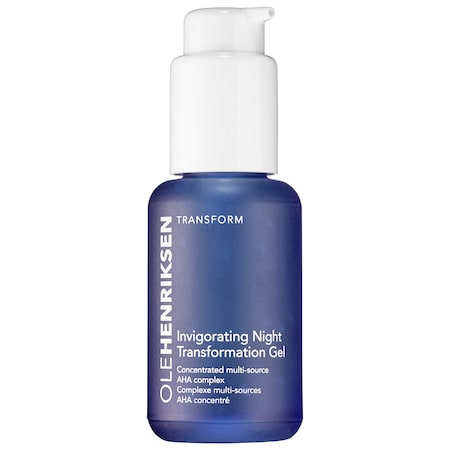 TRANSFORM
OLEHENRIKSEN
Invigorating Night
Transformation Gel
Concentrated multi-source
AHA complex
Complexe multi-sources
AHA concentré